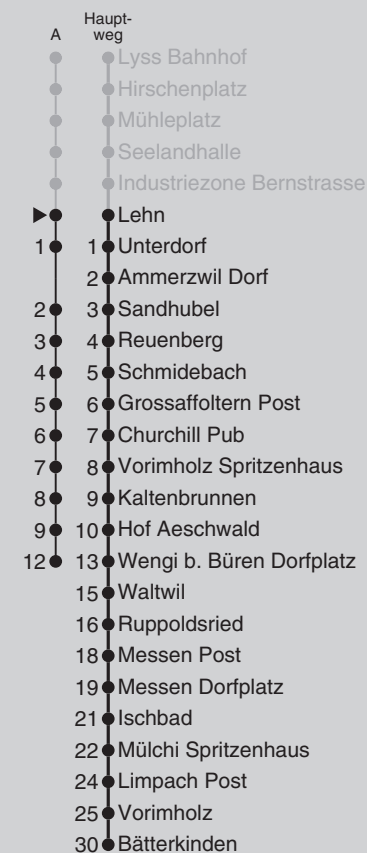 Haupt-
A weg
Lyss Bahnhof
Hirschenplatz
Mühleplatz
Seelandhalle
Industriezone Bernstrasse
Lehn
1 1 Unterdorf
2 Ammerzwil Dorf
2 3 Sandhubel
3 4 Reuenberg
4 5 Schmidebach
5 6 Grossaffoltern Post
6 7 Churchill Pub
7 8 Vorimholz Spritzenhaus
8 9 Kaltenbrunnen
9 10 Hof Aeschwald
12 13 Wengi b. Büren Dorfplatz
15 Waltwil
16 Ruppoldsried
18 Messen Post
19 Messen Dorfplatz
21 Ischbad
22 Mülchi Spritzenhaus
24 Limpach Post
25 Vorimholz
30 Bätterkinden